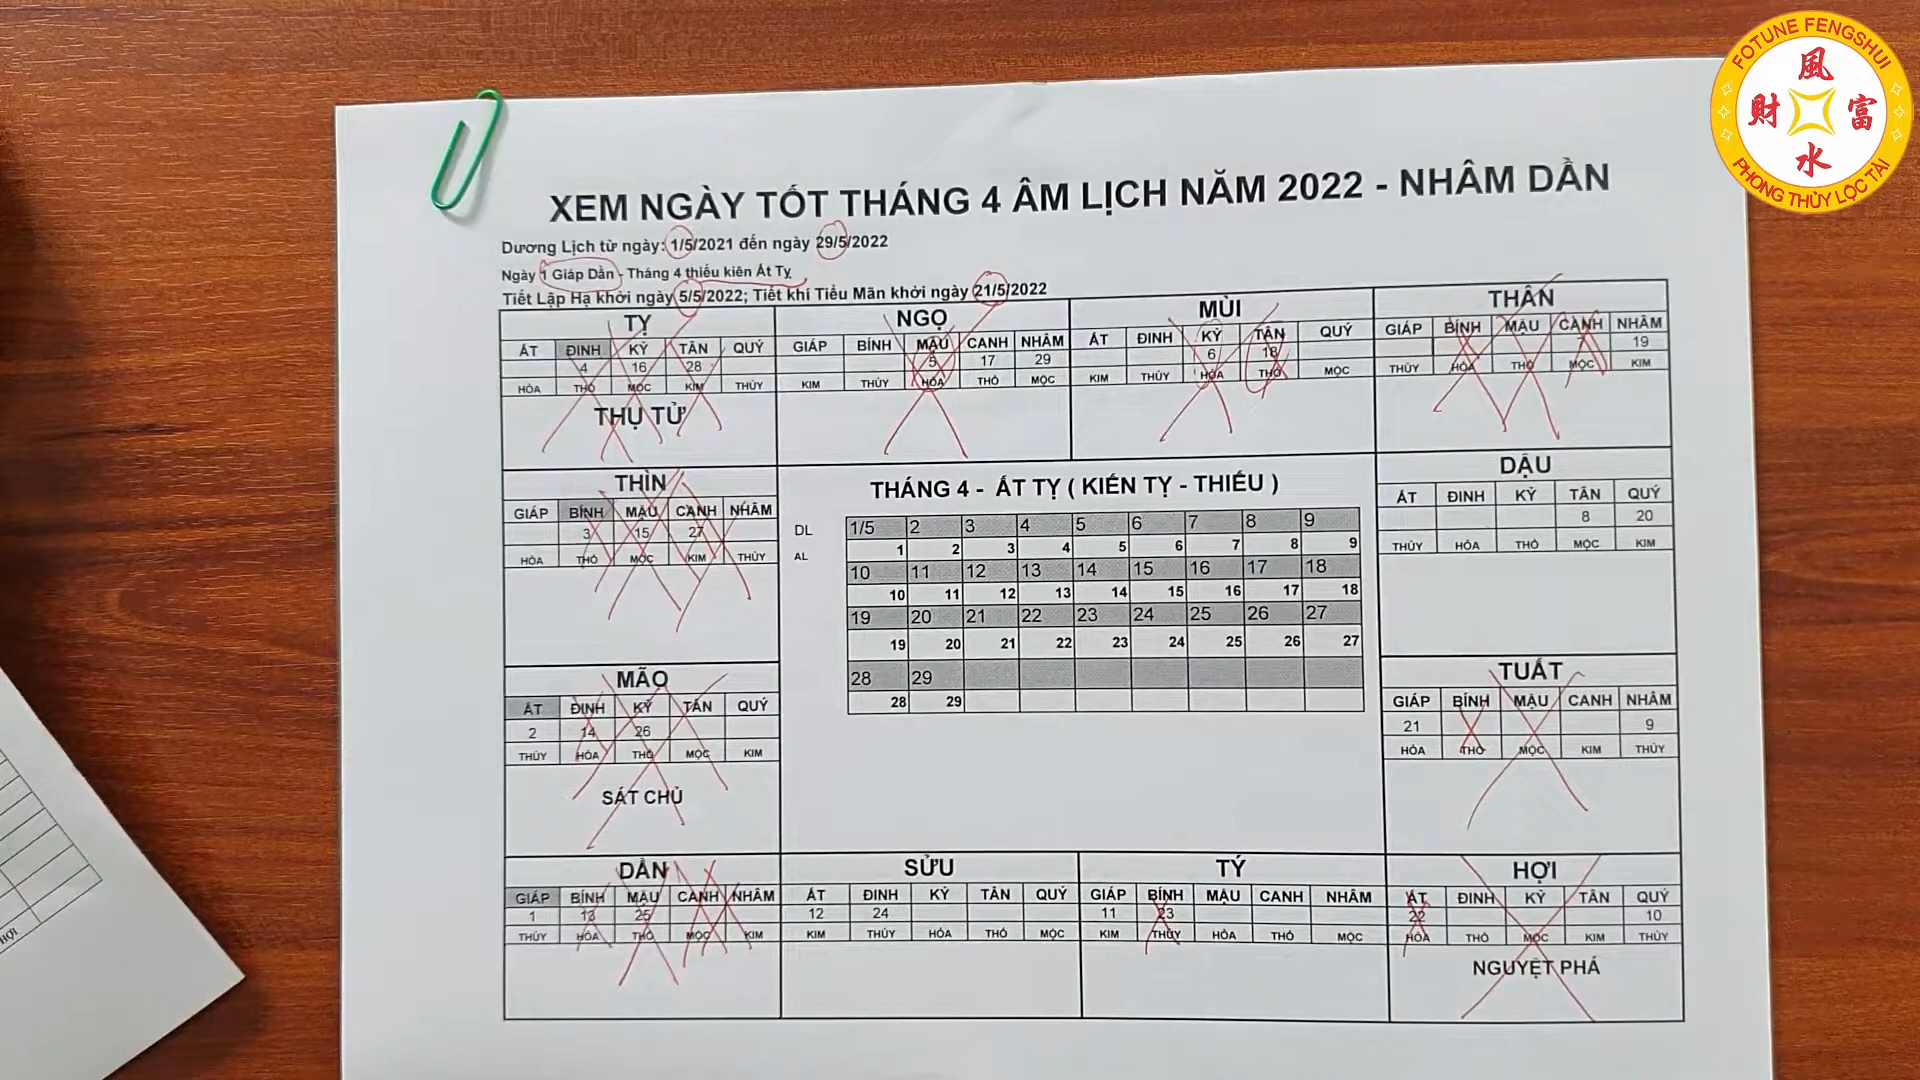 FOTUNE FENGSHUI
風
財 富
水
PHONG THỦY LỘC TÀI
XEM NGÀY TỐT THÁNG 4 ÂM LỊCH NĂM 2022 - NHÂM DẦN
Dương Lịch từ ngày: 1/5/2021 đến ngày 29/5/2022
Ngày 1 Giáp Dần - Tháng 4 thiếu kiên Ất Tỵ
Tiết Lập Hạ khởi ngày 5/5/2022; Tiết khí Tiểu Mãn khởi ngày 21/5/2022
TỴ
ẤT ĐINH KỶ TÂN QUÝ
4 16 28
HỎA THỔ MỘC KIM THỦY
THỤ TỬ
NGỌ
GIÁP BÍNH MẬU CANH NHÂM
5 17 29
KIM THỦY HỎA THỔ MỘC
MÙI
ẤT ĐINH KỶ TÂN QUÝ
6 18
KIM THỦY HỎA THỔ MỘC
THÂN
GIÁP BÍNH MẬU CANH NHÂM
7 19
THỦY HỎA THỔ MỘC KIM
THÌN
GIÁP BÍNH MẬU CANH NHÂM
3 15 27
HỎA THỔ MỘC KIM THỦY
THÁNG 4 - ẤT TỴ ( KIẾN TỴ - THIẾU )
DL 1/5 2 3 4 5 6 7 8 9
AL 1 2 3 4 5 6 7 8 9
10 11 12 13 14 15 16 17 18
10 11 12 13 14 15 16 17 18
19 20 21 22 23 24 25 26 27
19 20 21 22 23 24 25 26 27
28 29
28 29
DẬU
ẤT ĐINH KỶ TÂN QUÝ
8 20
THỦY HỎA THỔ MỘC KIM
MÃO
ẤT ĐINH KỶ TÂN QUÝ
2 14 26
THỦY HỎA THỔ MỘC KIM
SÁT CHỦ
TUẤT
GIÁP BÍNH MẬU CANH NHÂM
21 9
HỎA THỔ MỘC KIM THỦY
DẦN
GIÁP BÍNH MẬU CANH NHÂM
1 13 25
THỦY HỎA THỔ MỘC KIM
SỬU
ẤT ĐINH KỶ TÂN QUÝ
12 24
KIM THỦY HỎA THỔ MỘC
TÝ
GIÁP BÍNH MẬU CANH NHÂM
11 23
KIM THỦY HỎA THỔ MỘC
HỢI
ẤT ĐINH KỶ TÂN QUÝ
22 10
HỎA THỔ MỘC KIM THỦY
NGUYỆT PHÁ
HỢI